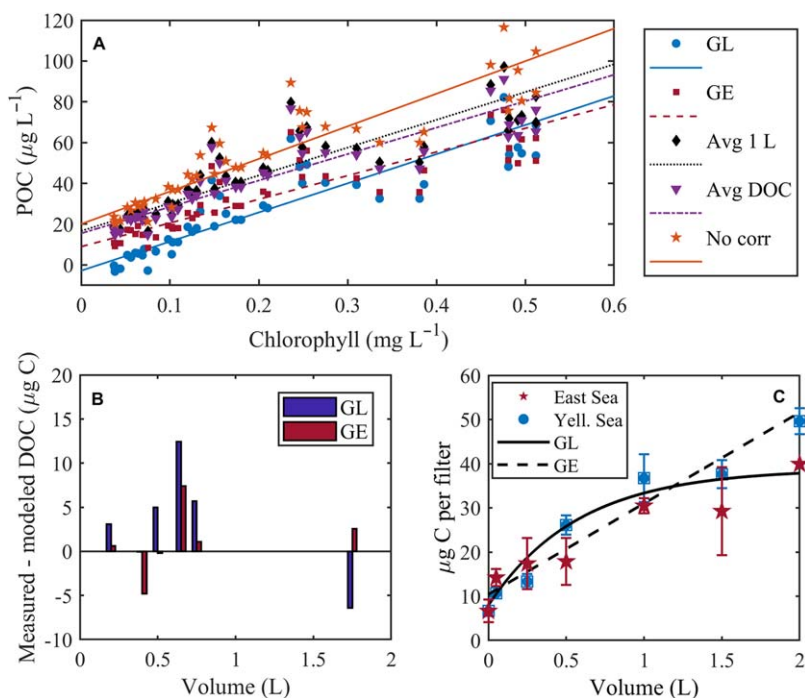 A
120
100
80
60
40
20
0
POC (µg L⁻¹)
0 0.1 0.2 0.3 0.4 0.5 0.6
Chlorophyll (mg L⁻¹)
GL
GE
Avg 1 L
Avg DOC
No corr
B
20
15
10
5
0
-5
-10
Measured - modeled DOC (µg C)
0 0.5 1 1.5 2
Volume (L)
GL
GE
C
60
50
40
30
20
10
0
µg C per filter
0 0.5 1.0 1.5 2
Volume (L)
East Sea
Yell. Sea
GL
GE